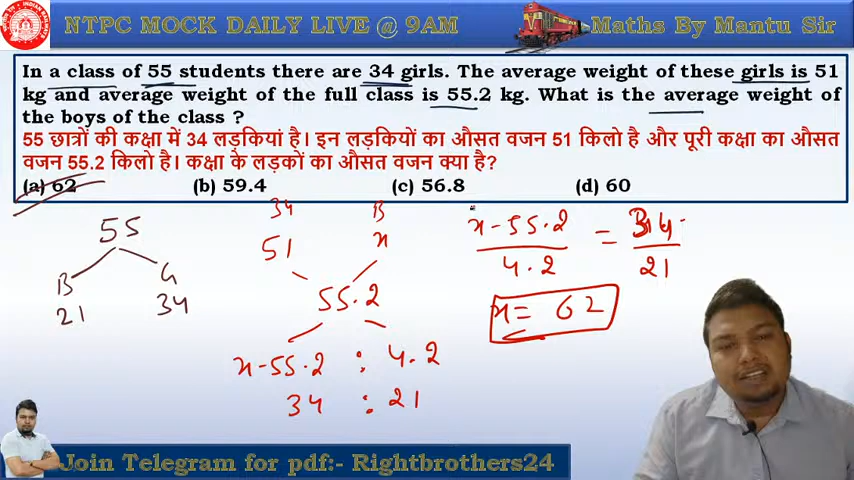 NTPC MOCK DAILY LIVE @ 9AM
Maths By Mantu Sir
In a class of 55 students there are 34 girls. The average weight of these girls is 51
kg and average weight of the full class is 55.2 kg. What is the average weight of
the boys of the class ?
55 छात्रों की कक्षा में 34 लड़कियां है। इन लड़कियों का औसत वजन 51 किलो है और पूरी कक्षा का औसत
वजन 55.2 किलो है। कक्षा के लड़कों का औसत वजन क्या है?
(a) 62 (b) 59.4 (c) 56.8 (d) 60
55
B G
21 34
34 B
51 x
55.2
x-55.2 : 4.2
34 : 21
x-55.2 = 34
4.2 21
x = 62
Join Telegram for pdf:- Rightbrothers24